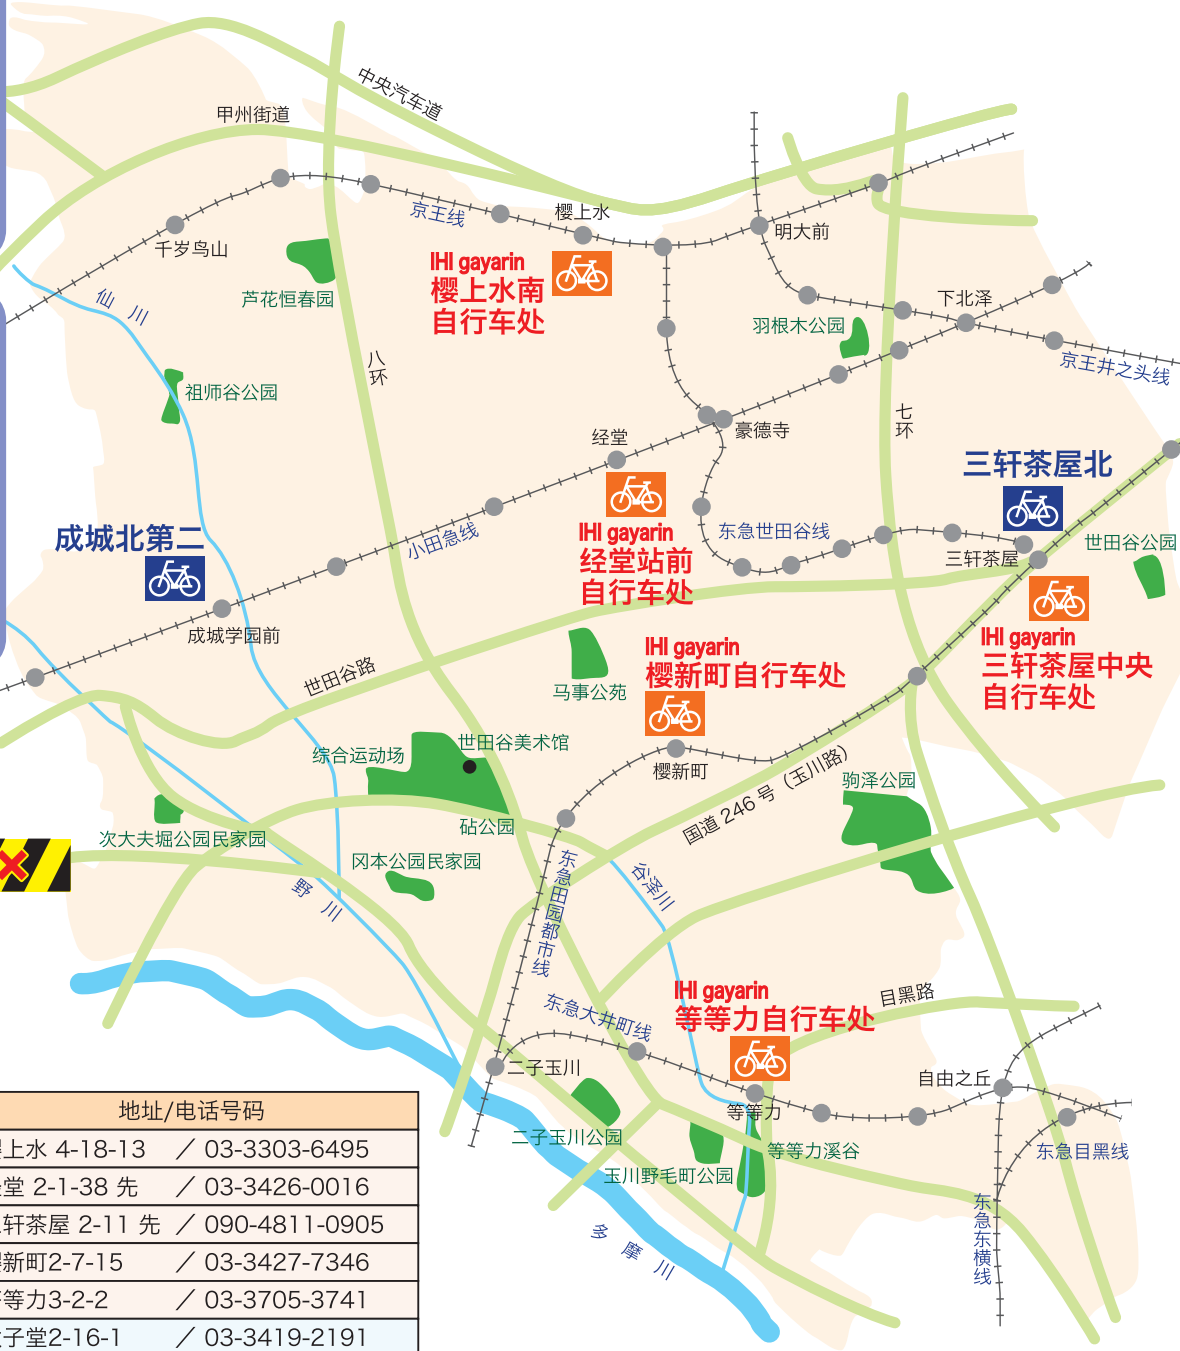 中央汽车道
甲州街道
京王线
樱上水
千岁鸟山
明大前
IHI gayarin
樱上水南
自行车处
芦花恒春园
仙川
下北泽
羽根木公园
京王井之头线
八环
祖师谷公园
七环
豪德寺
经堂
三轩茶屋北
IHI gayarin
经堂站前
自行车处
东急世田谷线
成城北第二
小田急线
世田谷公园
三轩茶屋
成城学园前
IHI gayarin
三轩茶屋中央
自行车处
IHI gayarin
樱新町自行车处
世田谷路
马事公苑
世田谷美术馆
综合运动场
樱新町
国道 246 号（玉川路）
驹泽公园
砧公园
次大夫堀公园民家园
冈本公园民家园
野川
东急田园都市线
谷泽川
目黑路
IHI gayarin
等等力自行车处
东急大井町线
二子玉川
自由之丘
等等力
二子玉川公园
等等力溪谷
东急目黑线
玉川野毛町公园
东急东横线
多摩川
地址/电话号码
上水 4-18-13 ／ 03-3303-6495
堂 2-1-38 先 ／ 03-3426-0016
轩茶屋 2-11 先 ／ 090-4811-0905
新町2-7-15 ／ 03-3427-7346
等力3-2-2 ／ 03-3705-3741
子堂2-16-1 ／ 03-3419-2191